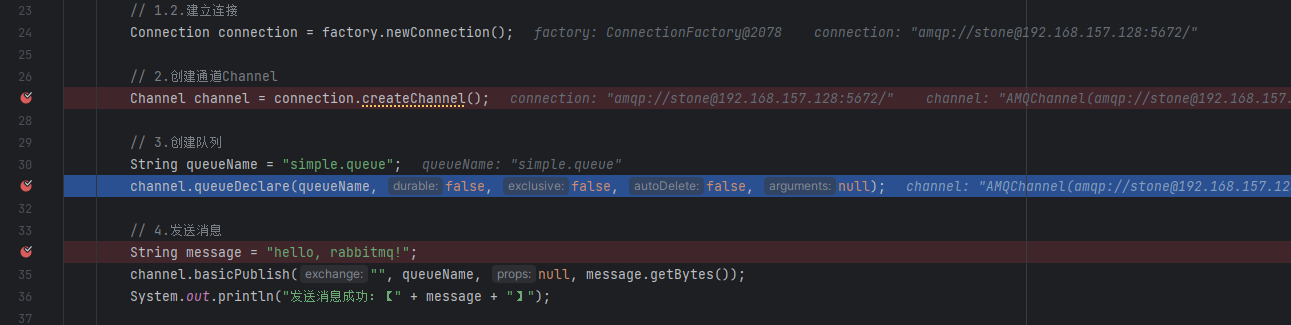 23 // 1.2.建立连接
24 Connection connection = factory.newConnection(); factory: ConnectionFactory@2078 connection: "amqp://stone@192.168.157.128:5672/"
25
26 // 2.创建通道Channel
Channel channel = connection.createChannel(); connection: "amqp://stone@192.168.157.128:5672/" channel: "AMQChannel(amqp://stone@192.168.157.
28
29 // 3.创建队列
30 String queueName = "simple.queue"; queueName: "simple.queue"
channel.queueDeclare(queueName, durable: false, exclusive: false, autoDelete: false, arguments: null); channel: "AMQChannel(amqp://stone@192.168.157.12
32
33 // 4.发送消息
String message = "hello, rabbitmq!";
35 channel.basicPublish( exchange: "", queueName, props: null, message.getBytes());
36 System.out.println("发送消息成功:【" + message + "】");
37